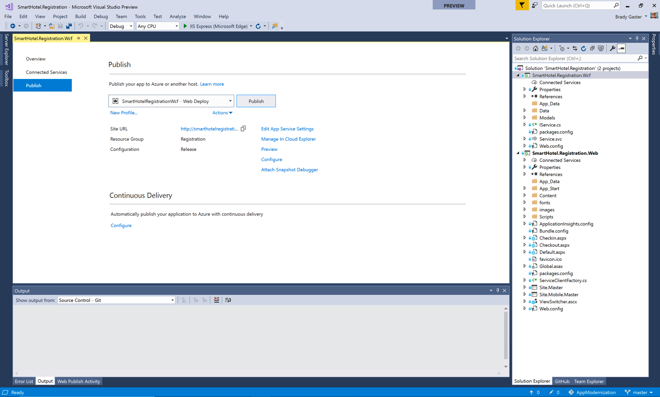 SmartHotel.Registration - Microsoft Visual Studio Preview
PREVIEW
Quick Launch (Ctrl+Q)
File Edit View Project Build Debug Team Tools Test Analyze Window Help
Brady Gaster
Debug Any CPU IIS Express (Microsoft Edge)
Server Explorer
Toolbox
SmartHotel.Registration.Wcf
Overview
Connected Services
Publish
Publish
Publish your app to Azure or another host. Learn more
SmartHotelRegistrationWcf - Web Deploy
Publish
New Profile...
Actions
Site URL
http://smarthotelregistrat...
Edit App Service Settings
Resource Group
Registration
Manage in Cloud Explorer
Configuration
Release
Preview
Configure
Attach Snapshot Debugger
Continuous Delivery
Automatically publish your application to Azure with continuous delivery
Configure
Output
Show output from: Source Control - Git
Error List Output Web Publish Activity
Solution Explorer
Search Solution Explorer (Ctrl+;)
Solution 'SmartHotel.Registration' (2 projects)
SmartHotel.Registration.Wcf
Connected Services
Properties
References
App_Data
Data
Models
IService.cs
packages.config
Service.svc
Web.config
SmartHotel.Registration.Web
Connected Services
Properties
References
App_Data
App_Start
Content
fonts
images
Scripts
ApplicationInsights.config
Bundle.config
Checkin.aspx
Checkout.aspx
Default.aspx
favicon.ico
Global.asax
packages.config
ServiceClientFactory.cs
Site.Master
Site.Mobile.Master
ViewSwitcher.ascx
Web.config
Solution Explorer GitHub Team Explorer
Properties
Ready
0
0
AppModernization
master